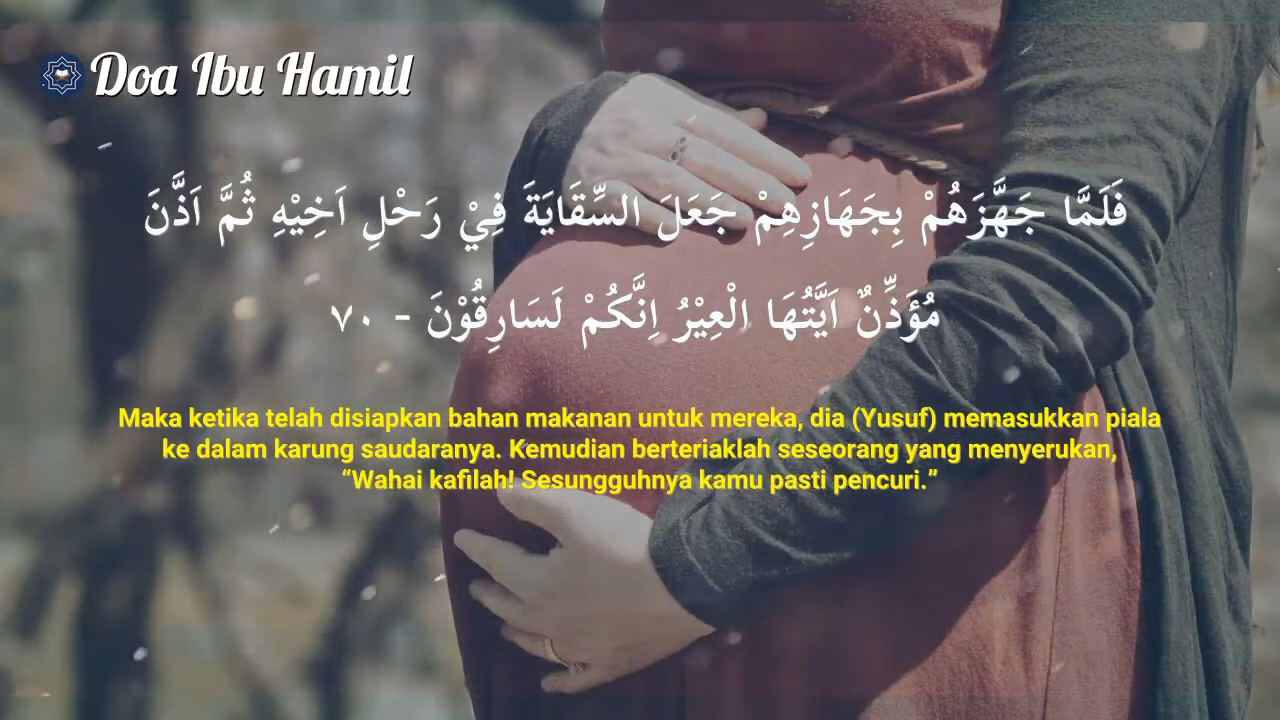 Doa Ibu Hamil
فَلَمَّا جَهَّزَهُمْ بِجَهَازِهِمْ جَعَلَ السِّقَايَةَ فِيْ رَحْلِ اَخِيْهِ ثُمَّ اَذَّنَ
مُؤَذِّنٌ اَيَّتُهَا الْعِيْرُ اِنَّكُمْ لَسَارِقُوْنَ - ٧٠
Maka ketika telah disiapkan bahan makanan untuk mereka, dia (Yusuf) memasukkan piala
ke dalam karung saudaranya. Kemudian berteriaklah seseorang yang menyerukan,
“Wahai kafilah! Sesungguhnya kamu pasti pencuri.”